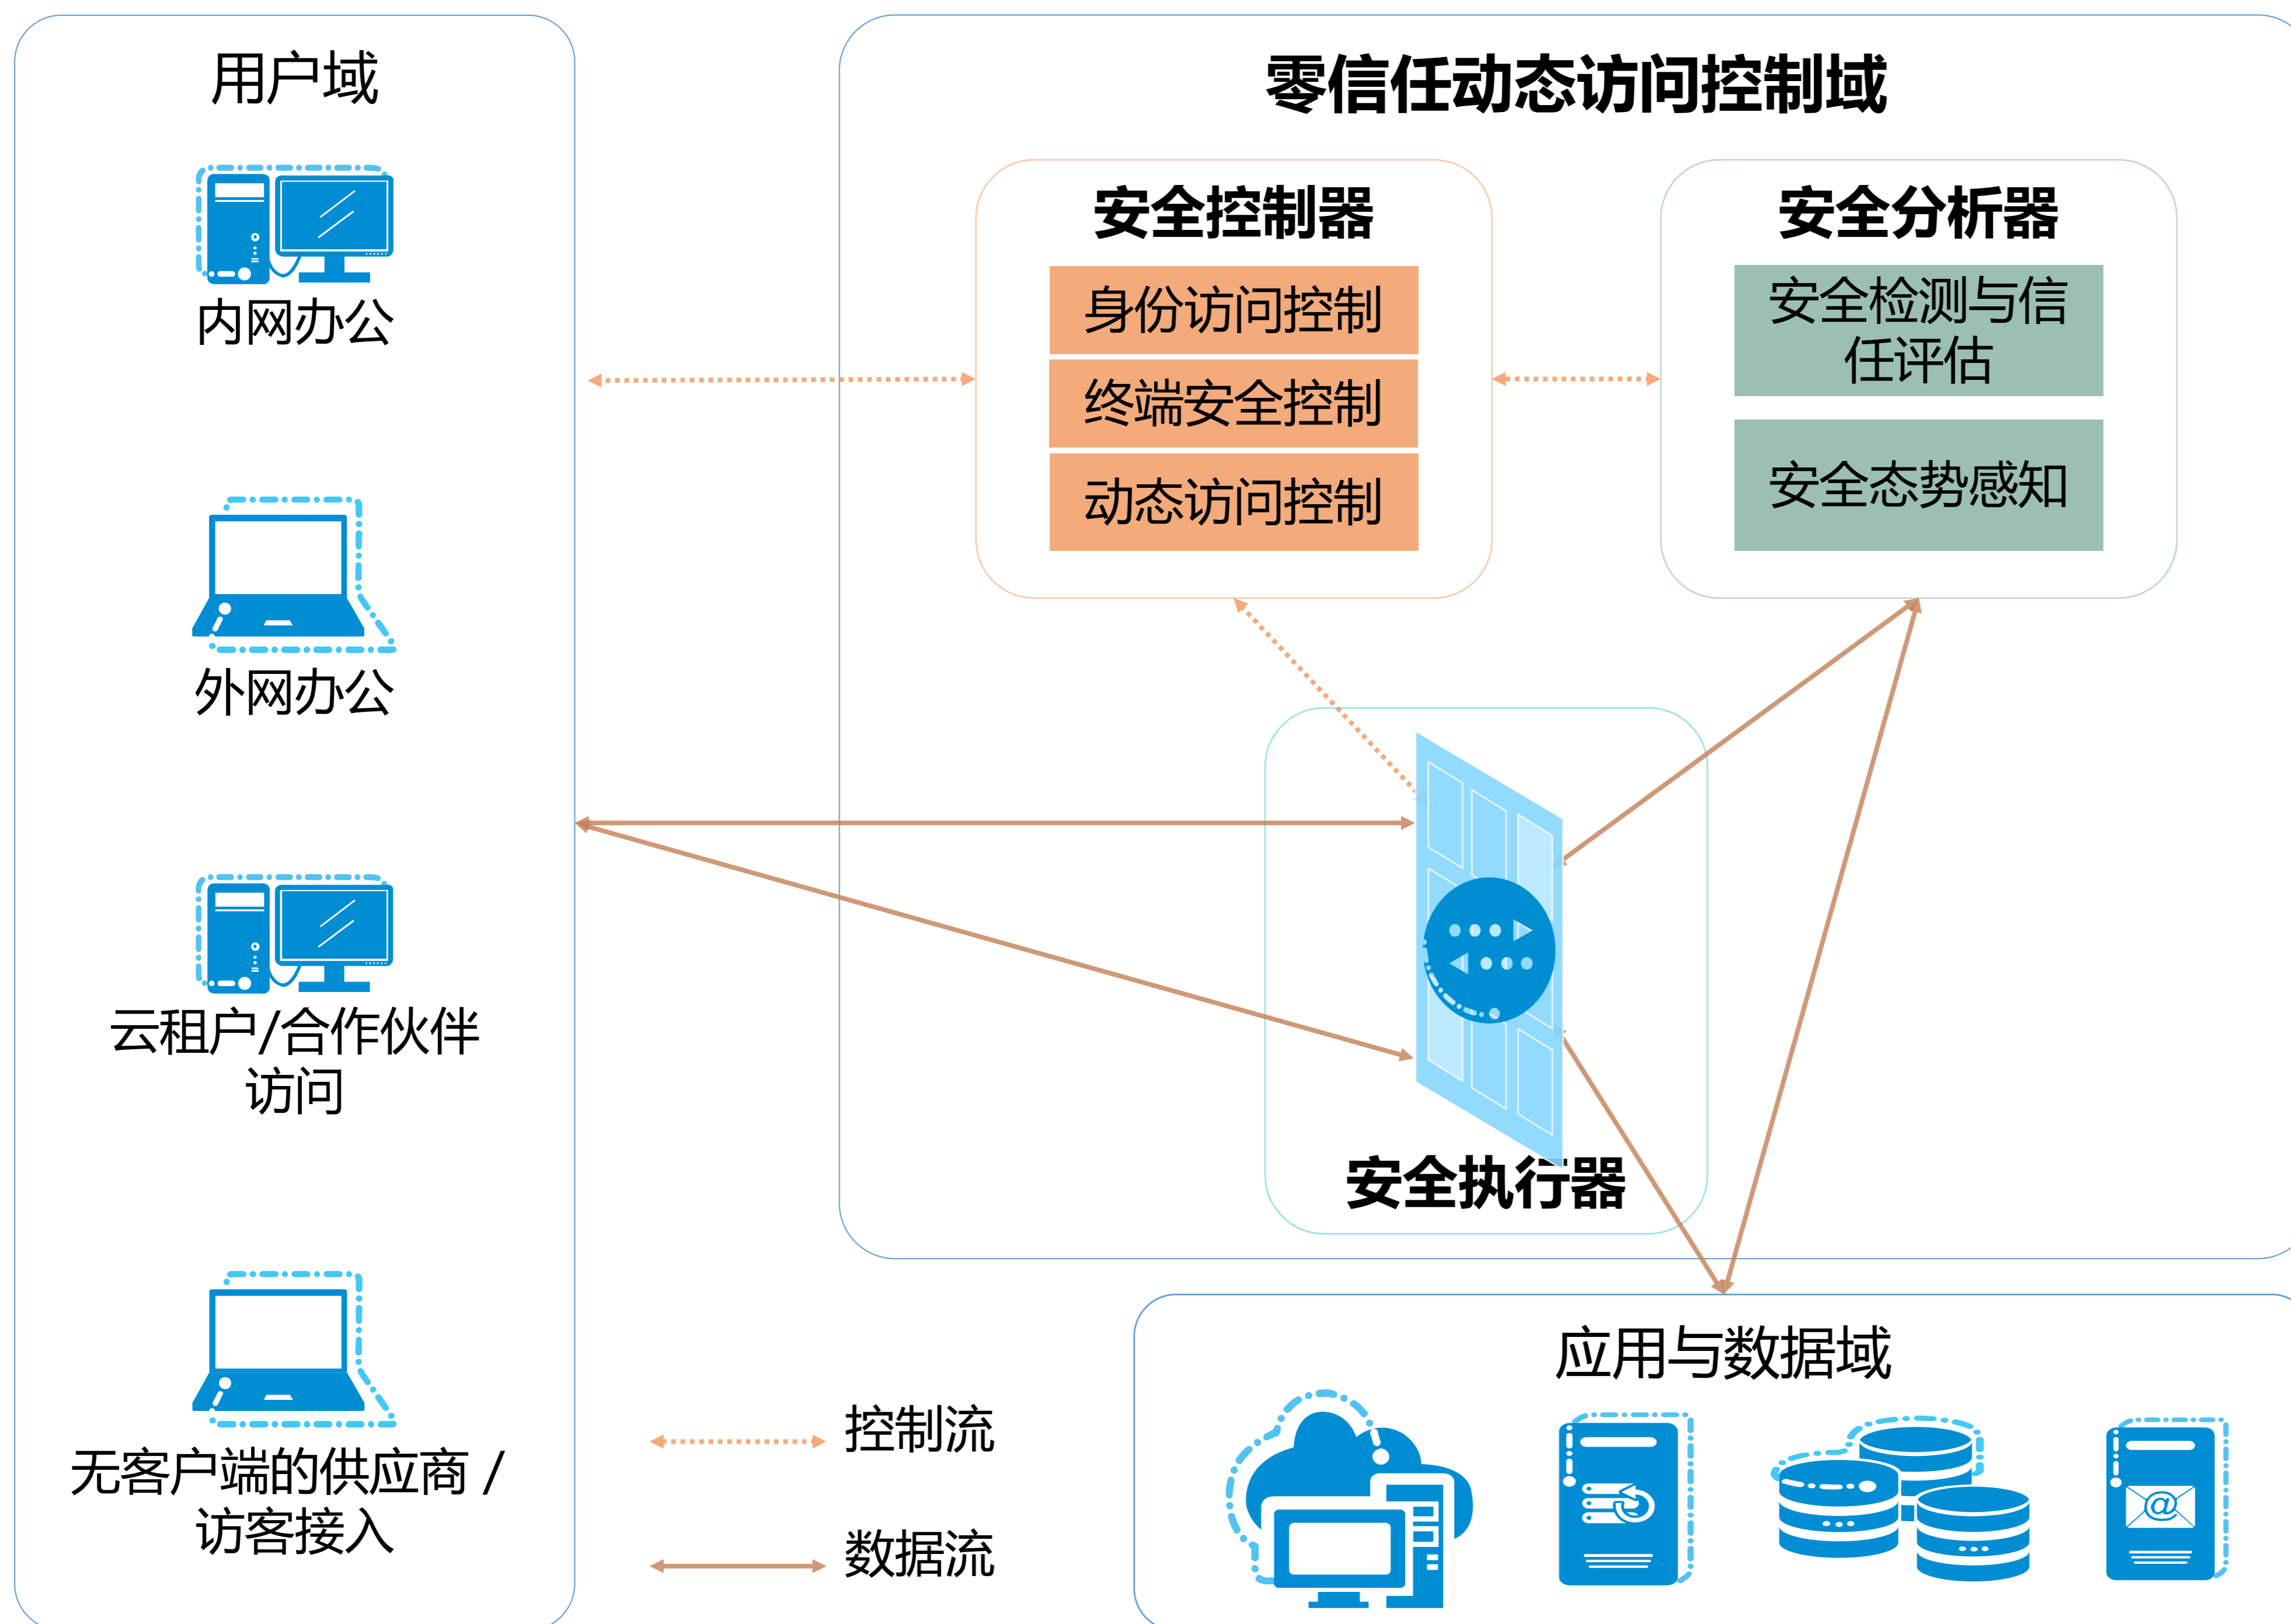 用户域
内网办公
外网办公
云租户/合作伙伴
访问
无客户端的供应商 /
访客接入
零信任动态访问控制域
安全控制器
身份访问控制
终端安全控制
动态访问控制
安全分析器
安全检测与信
任评估
安全态势感知
安全执行器
控制流
数据流
应用与数据域
@